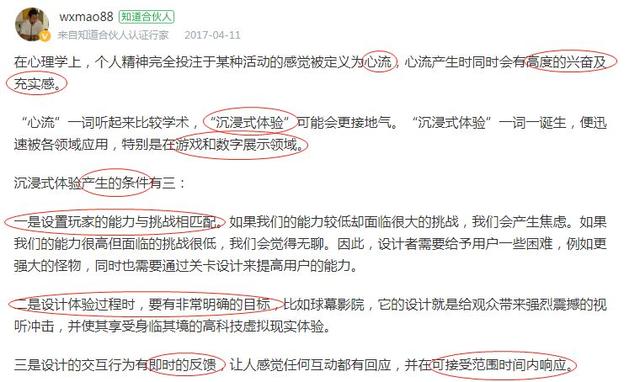 wxmao88 知道合伙人
来自知道合伙人认证行家 2017-04-11
在心理学上，个人精神完全投注于某种活动的感觉被定义为心流，心流产生时同时会有高度的兴奋及
充实感。
“心流”一词听起来比较学术，“沉浸式体验”可能会更接地气。“沉浸式体验”一词一诞生，便迅
速被各领域应用，特别是在游戏和数字展示领域。
沉浸式体验产生的条件有三：
一是设置玩家的能力与挑战相匹配。如果我们的能力较低却面临很大的挑战，我们会产生焦虑。如果
我们的能力很高但面临的挑战很低，我们会觉得无聊。因此，设计者需要给予用户一些困难，例如更
强大的怪物，同时也需要通过关卡设计来提高用户的能力。
二是设计体验过程时，要有非常明确的目标，比如球幕影院，它的设计就是给观众带来强烈震撼的视
听冲击，并使其享受身临其境的高科技虚拟现实体验。
三是设计的交互行为有即时的反馈，让人感觉任何互动都有回应，并在可接受范围时间内响应。